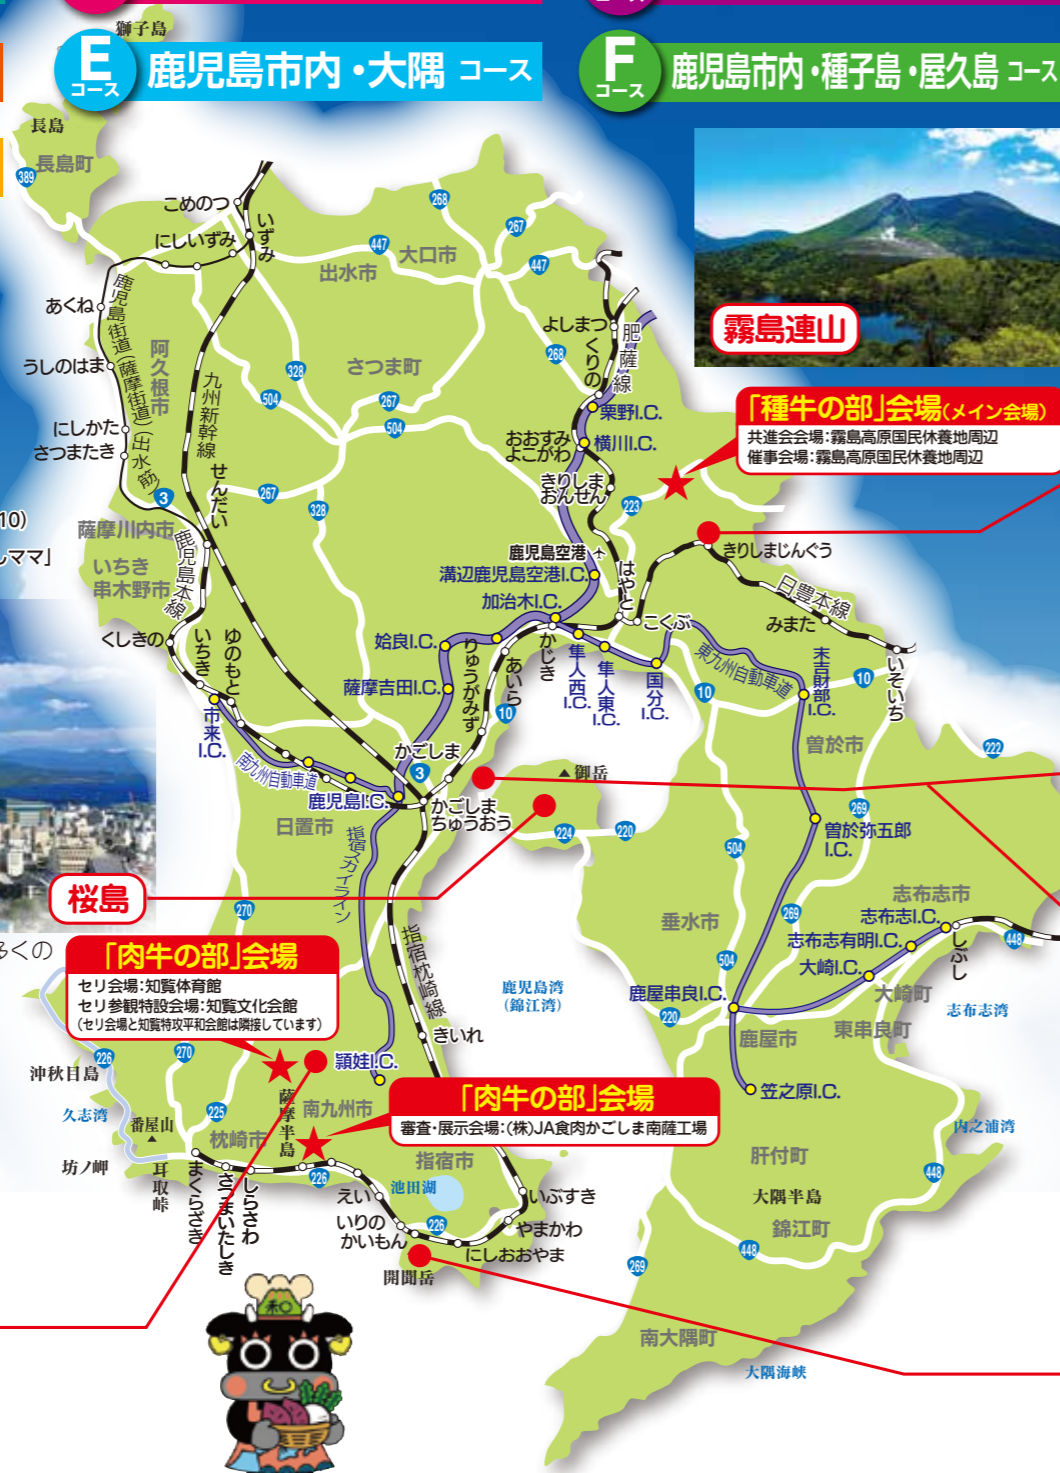 獅子島
E
コース
鹿児島市内・大隅 コース
F
コース
鹿児島市内・種子島・屋久島 コース
長島
長島町
389
こめのつ
いずみ
にしいずみ
447
出水市
大口市
268
267
447
あくね
うしのはま
にしかた
さつまたき
鹿児島街道(薩摩街道)(出水筋)
阿久根市
九州新幹線
328
504
さつま町
267
504
268
よしまつ
くりの
肥薩線
栗野I.C.
おおすみ
よこがわ
横川I.C.
きりしま
おんせん
霧島連山
「種牛の部」会場(メイン会場)
共進会会場:霧島高原国民休養地周辺
催事会場:霧島高原国民休養地周辺
223
3
せんだい
267
328
薩摩川内市
いちき
串木野市
鹿児島本線
10)
ママ」
鹿児島空港
溝辺鹿児島空港I.C.
はやと
きりしまじんぐう
日豊本線
加治木I.C.
こくぶ
みまた
くしきの
いちき
ゆのもと
姶良I.C.
りゅうがみず
あいら
かじき
隼人西I.C.
隼人東I.C.
国分I.C.
東九州自動車道
末吉財部I.C.
いそいち
薩摩吉田I.C.
10
10
10
市来I.C.
南九州自動車道
かごしま
3
鹿児島I.C.
かごしま
ちゅうおう
御岳
曽於市
222
日置市
指宿スカイライン
224
220
504
269
曽於弥五郎
I.C.
桜島
270
垂水市
269
志布志市
志布志I.C.
志布志有明I.C.
しぶし
448
多くの
「肉牛の部」会場
セリ会場:知覧体育館
セリ参観特設会場:知覧文化会館
(セリ会場と知覧特攻平和会館は隣接しています)
指宿枕崎線
鹿児島湾
(錦江湾)
504
大崎I.C.
鹿屋串良I.C.
大崎町
志布志湾
220
鹿屋市
東串良町
きいれ
226
270
沖秋目島
頴娃I.C.
笠之原I.C.
久志湾
番屋山
225
枕崎市
薩摩半島
南九州市
「肉牛の部」会場
審査・展示会場:(株)JA食肉かごしま南薩工場
内之浦湾
肝付町
坊ノ岬
耳取峠
まくらざき
さつまいたしき
しらさわ
226
指宿市
池田湖
448
大隅半島
えい
いりの
かいもん
226
いぶすき
やまかわ
にしおおやま
錦江町
448
開聞岳
269
和
南大隅町
大隅海峡